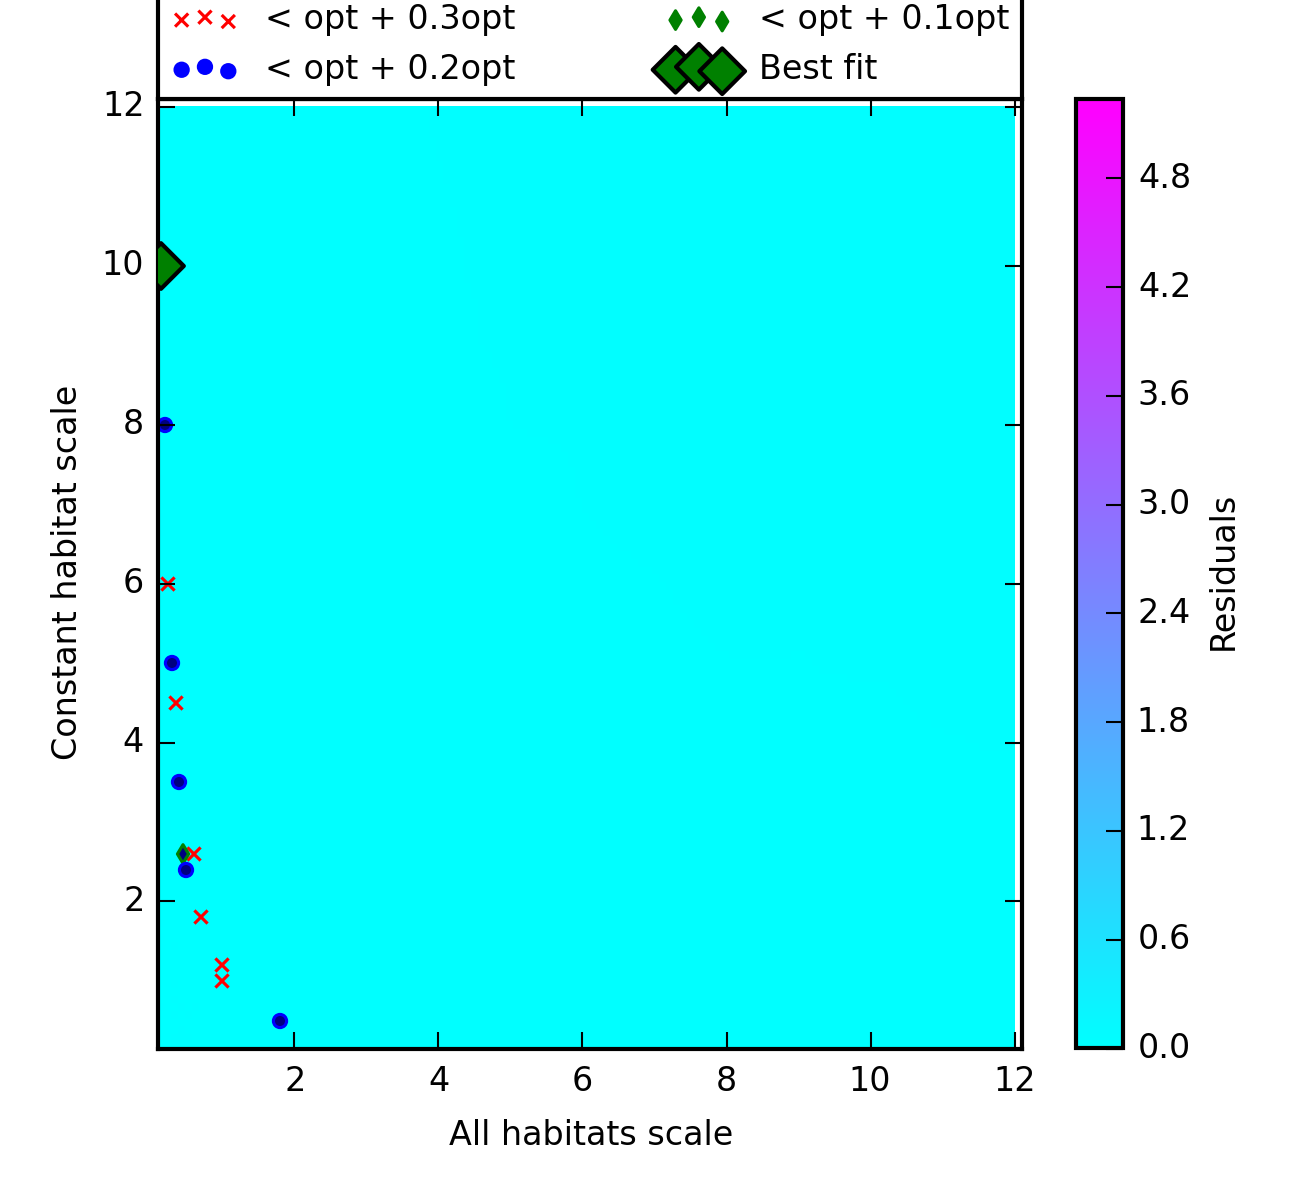 < opt + 0.3opt
< opt + 0.1opt
< opt + 0.2opt
Best fit
12
10
8
6
4
2
Constant habitat scale
2 4 6 8 10 12
All habitats scale
4.8
4.2
3.6
3.0
2.4
1.8
1.2
0.6
0.0
Residuals